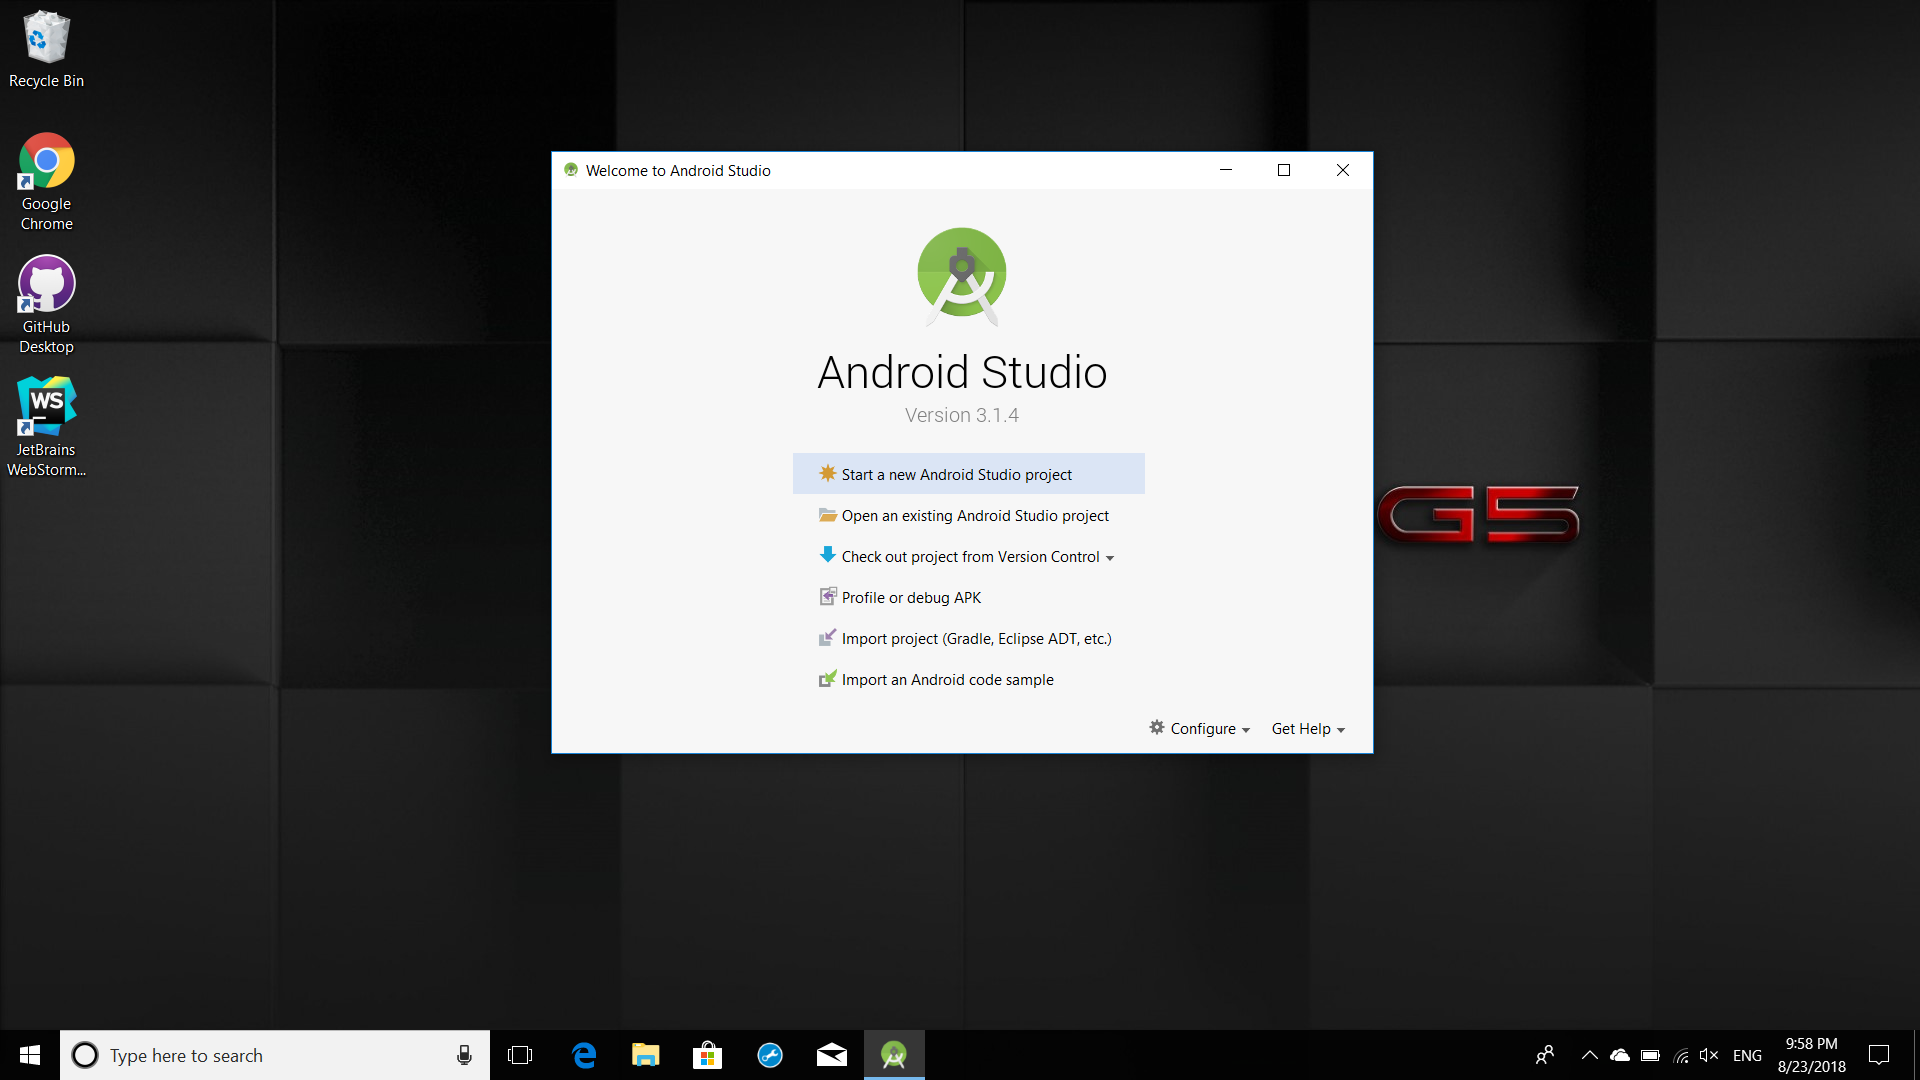 Recycle Bin
Google
Chrome
GitHub
Desktop
WS
JetBrains
WebStorm...
Welcome to Android Studio
Android Studio
Version 3.1.4
Start a new Android Studio project
Open an existing Android Studio project
Check out project from Version Control
Profile or debug APK
Import project (Gradle, Eclipse ADT, etc.)
Import an Android code sample
Configure
Get Help
G5
Type here to search
ENG
9:58 PM
8/23/2018